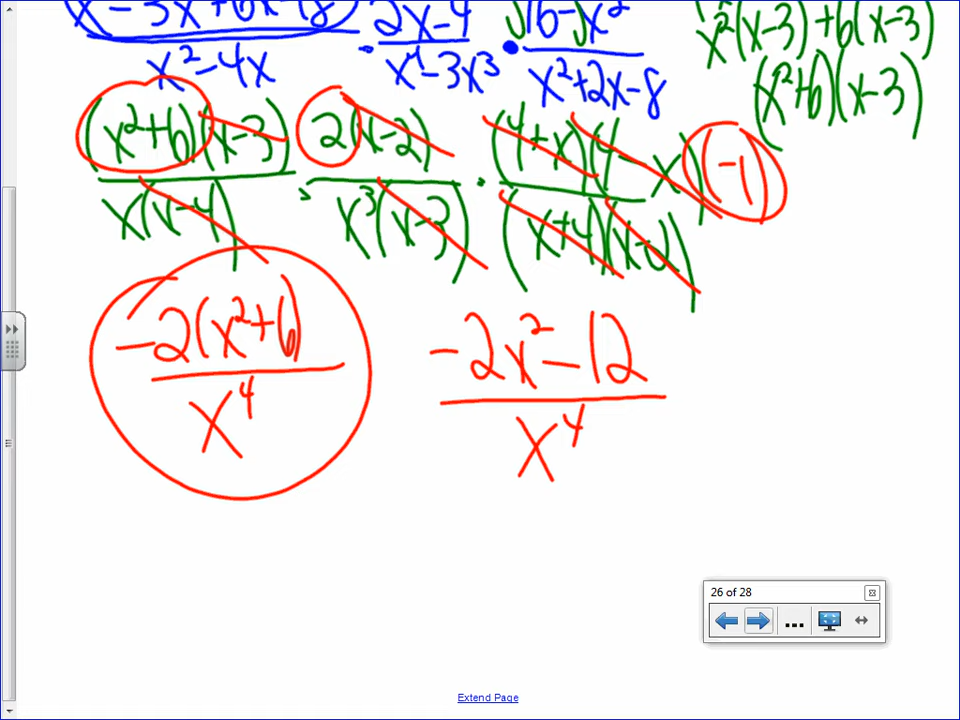 x³-3x²+6x-18 / x²-4x · 2x-4 / x⁴-3x³ · 16-x² / x²+2x-8
x²(x-3)+6(x-3)
(x²+6)(x-3)
(x²+6)(x-3) / x(x-4) · 2(x-2) / x³(x-3) · (4+x)(4-x)(-1) / (x+4)(x-2)
-2(x²+6) / x⁴
-2x²-12 / x⁴
26 of 28
...
Extend Page